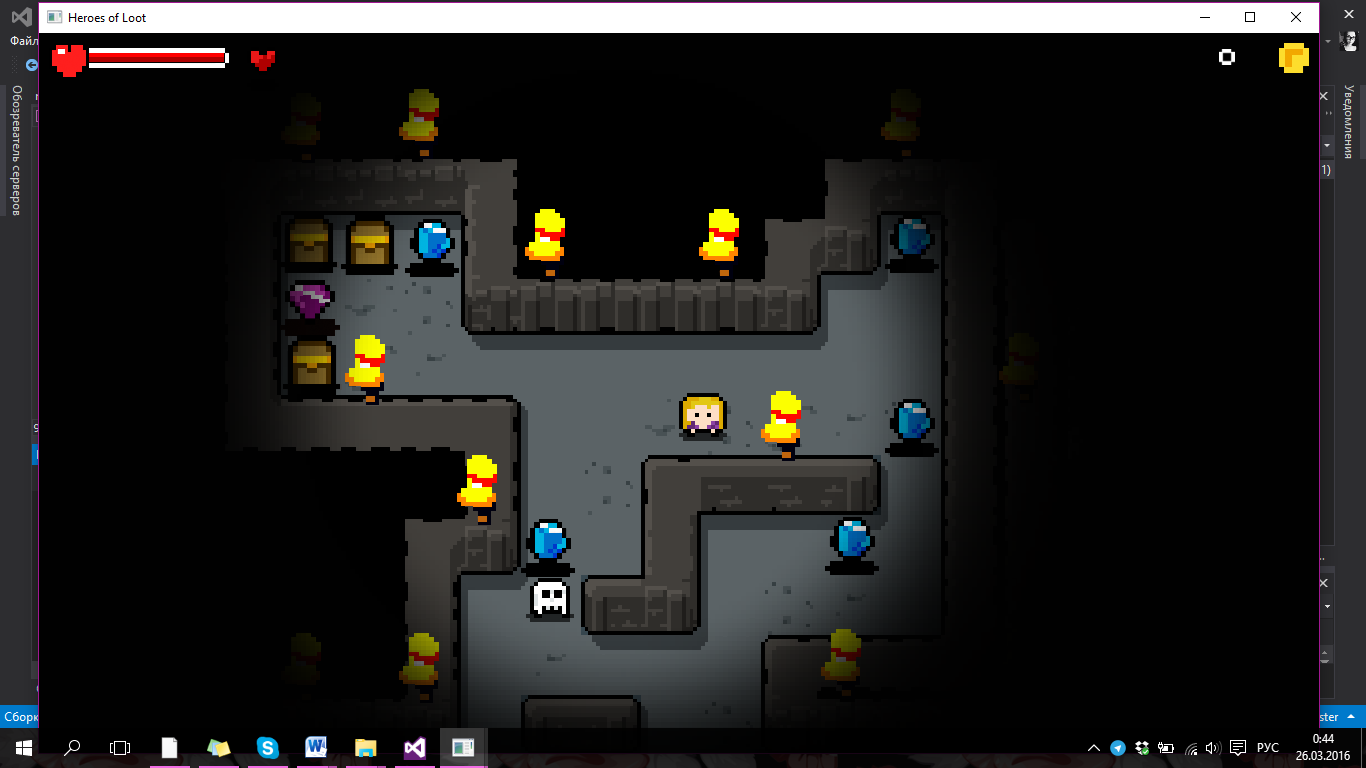 Heroes of Loot
Файл
Обозреватель серверов
Уведомления
1)
Сборк
ster
РУС
0:44
26.03.2016